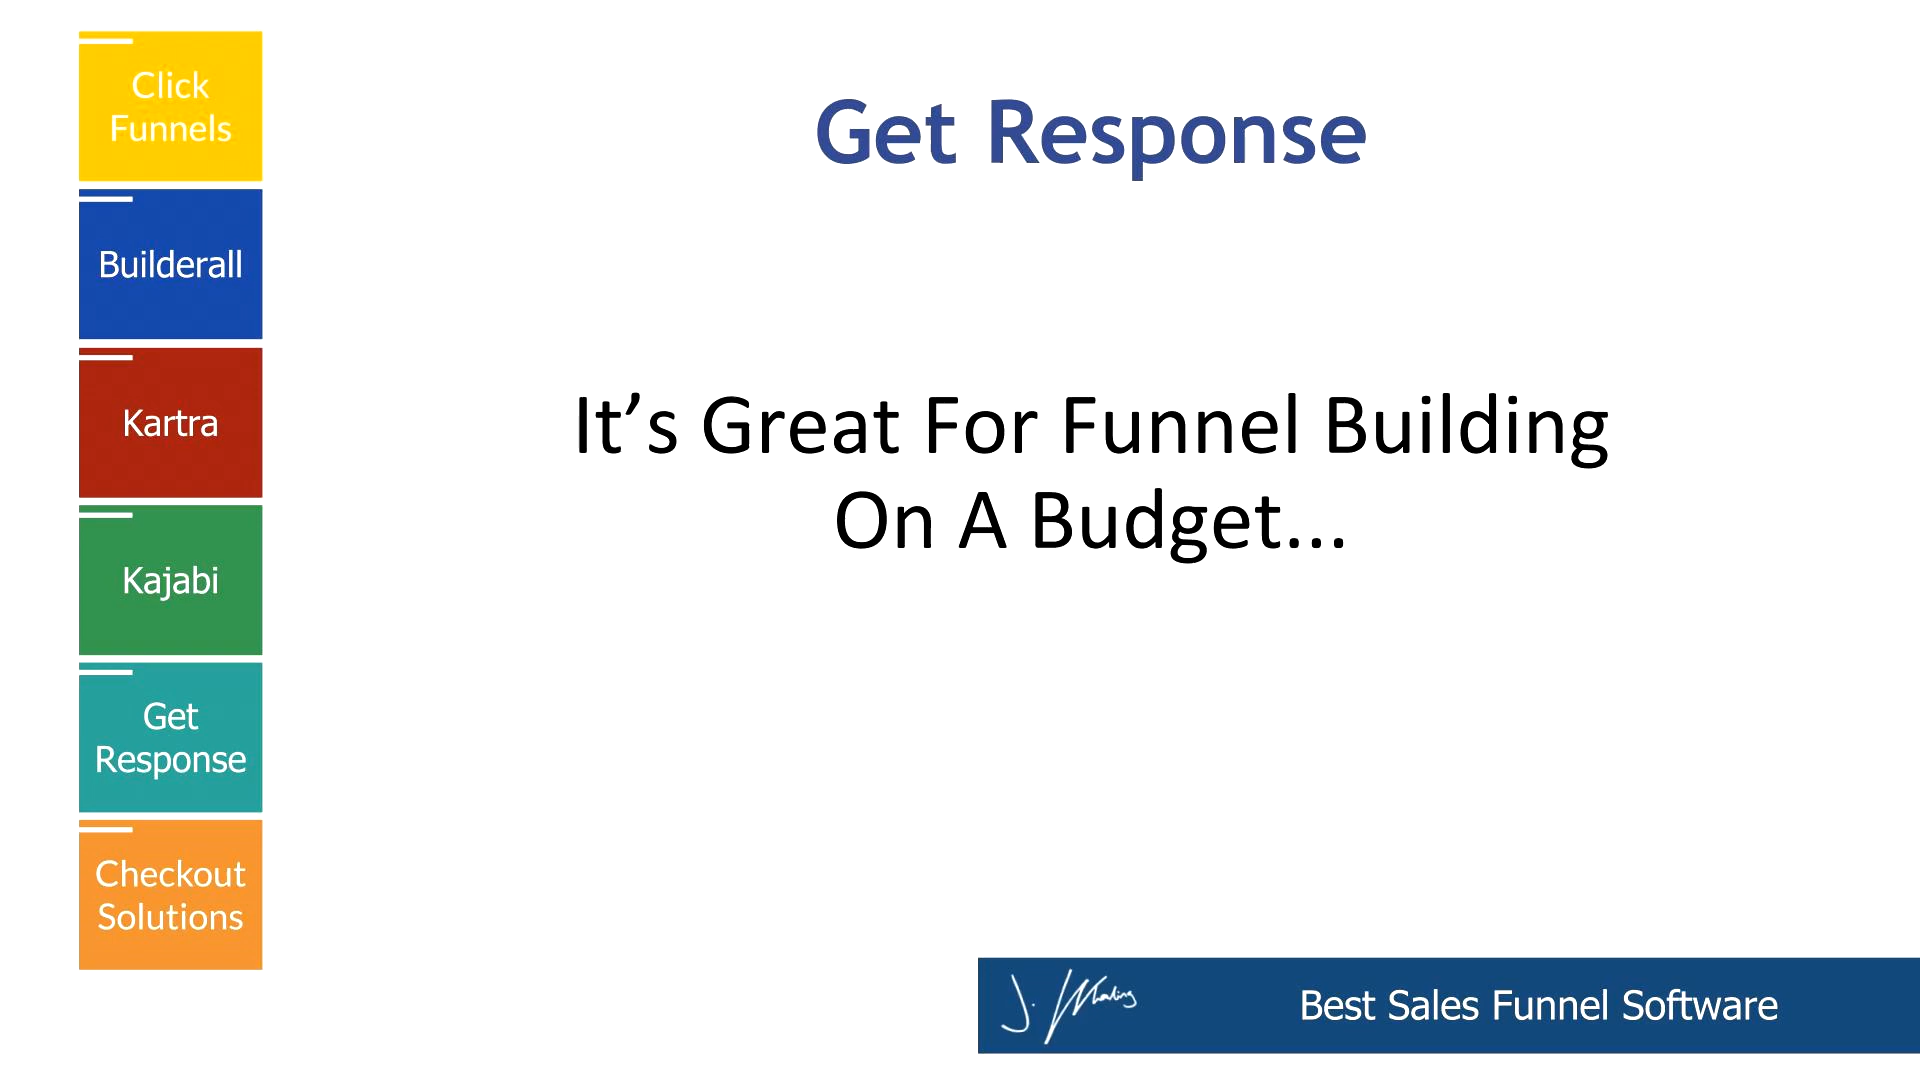 Click
Funnels
Builderall
Kartra
Kajabi
Get
Response
Checkout
Solutions
Get Response
It’s Great For Funnel Building
On A Budget...
Best Sales Funnel Software